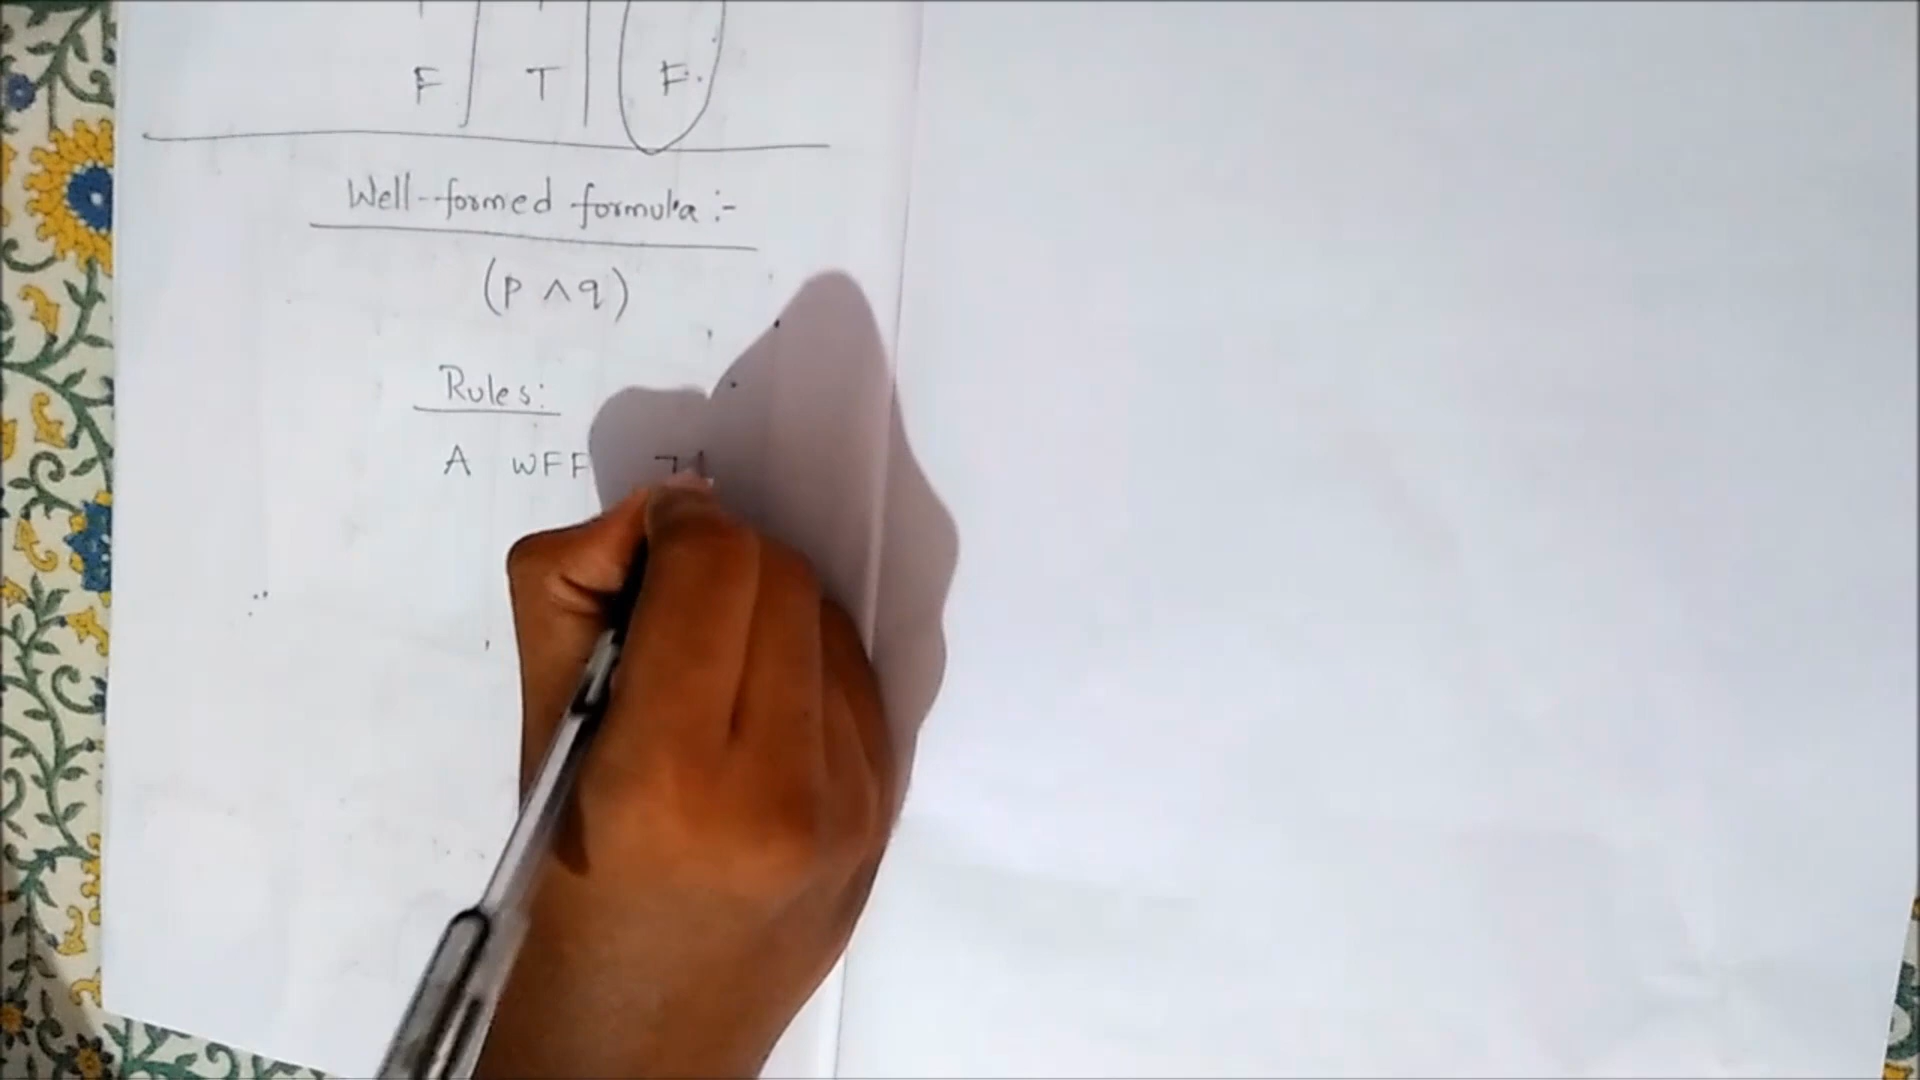 F T F.
Well-formed formula :-
(p ∧ q)
Rules:
A WFF ¬